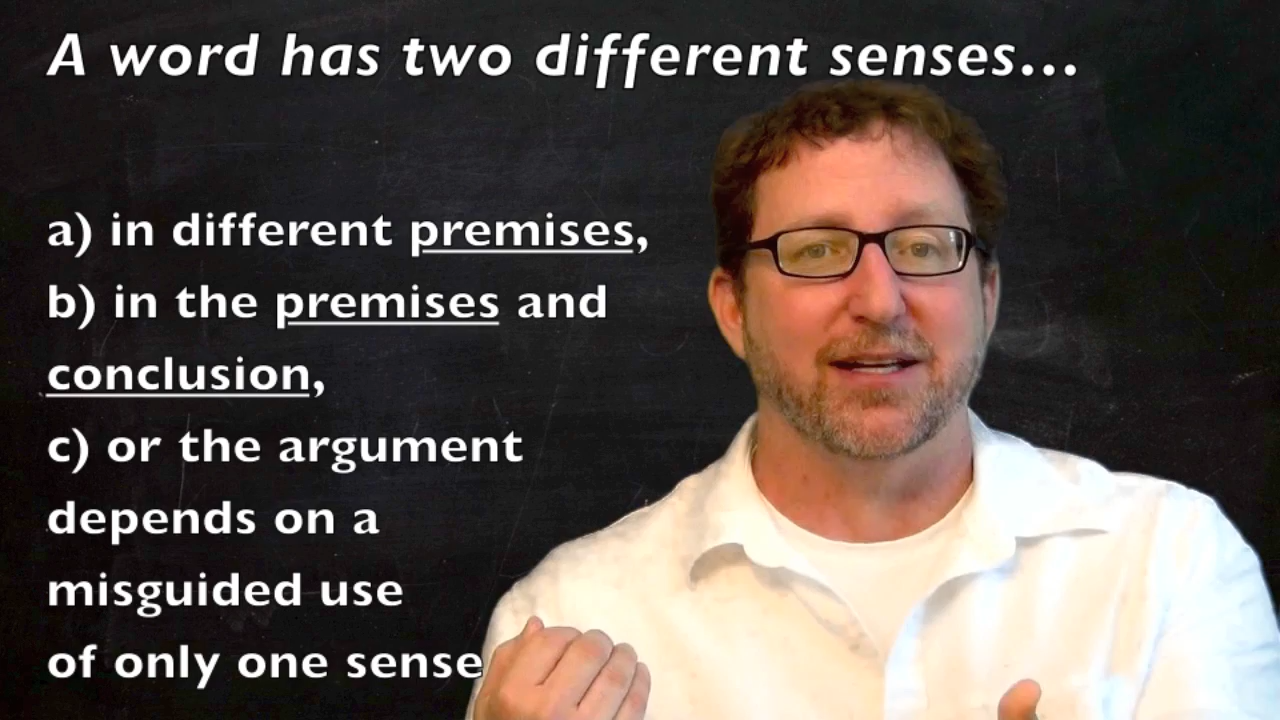 A word has two different senses...
a) in different premises,
b) in the premises and
conclusion,
c) or the argument
depends on a
misguided use
of only one sense